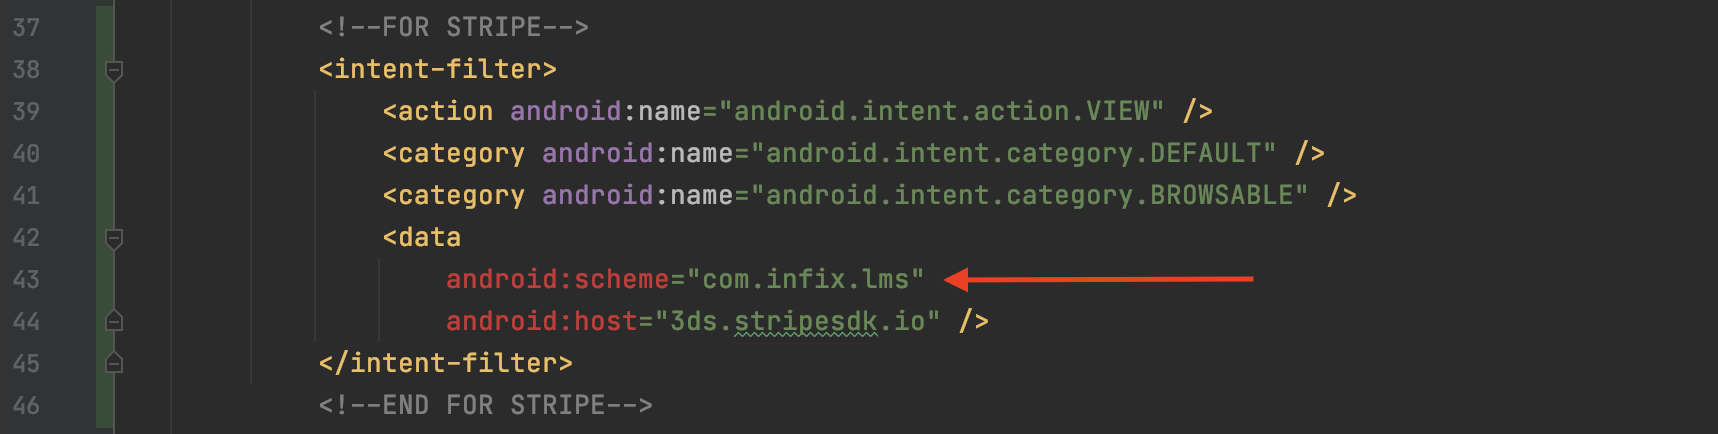 37 <!--FOR STRIPE-->
38 <intent-filter>
39 <action android:name="android.intent.action.VIEW" />
40 <category android:name="android.intent.category.DEFAULT" />
41 <category android:name="android.intent.category.BROWSABLE" />
42 <data
43 android:scheme="com.infix.lms"
44 android:host="3ds.stripesdk.io" />
45 </intent-filter>
46 <!--END FOR STRIPE-->